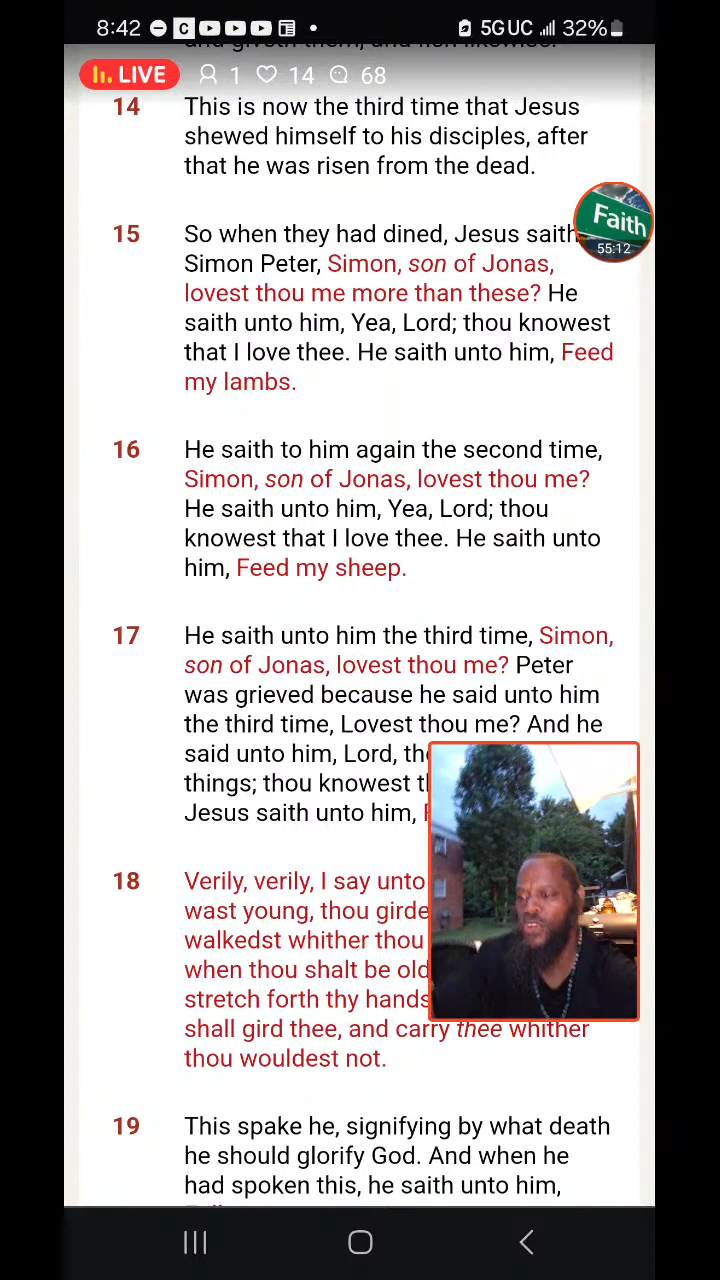 8:42 C 5G UC 32%
and giveth them, and fish likewise.
LIVE 1 14 68
14 This is now the third time that Jesus
shewed himself to his disciples, after
that he was risen from the dead.
Faith
55:12
15 So when they had dined, Jesus saith
Simon Peter, Simon, son of Jonas,
lovest thou me more than these? He
saith unto him, Yea, Lord; thou knowest
that I love thee. He saith unto him, Feed
my lambs.
16 He saith to him again the second time,
Simon, son of Jonas, lovest thou me?
He saith unto him, Yea, Lord; thou
knowest that I love thee. He saith unto
him, Feed my sheep.
17 He saith unto him the third time, Simon,
son of Jonas, lovest thou me? Peter
was grieved because he said unto him
the third time, Lovest thou me? And he
said unto him, Lord,
things; thou knowest
Jesus saith unto him,
18 Verily, verily, I say unto
wast young, thou
walkedst whither thou
when thou shalt be old
stretch forth thy hands
shall gird thee, and carry thee whither
thou wouldest not.
19 This spake he, signifying by what death
he should glorify God. And when he
had spoken this, he saith unto him,